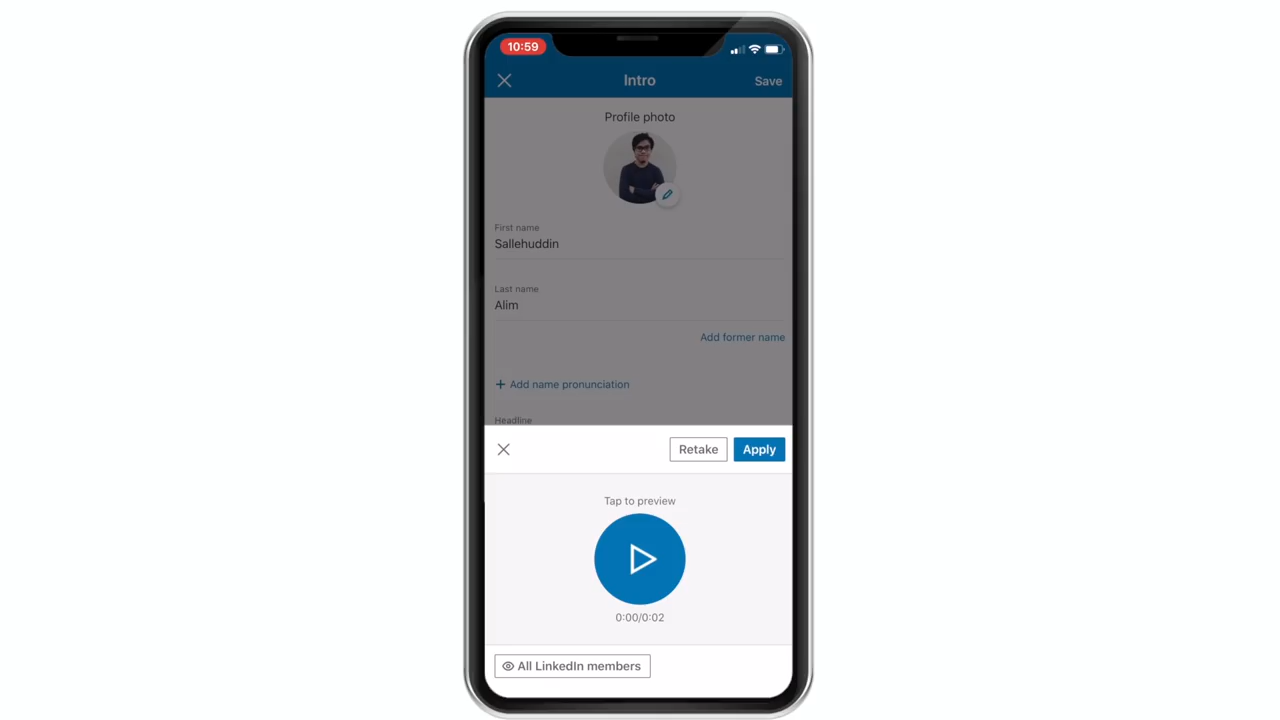 10:59
Intro
Save
Profile photo
First name
Sallehuddin
Last name
Alim
Add former name
+ Add name pronunciation
Headline
Retake
Apply
Tap to preview
0:00/0:02
All LinkedIn members